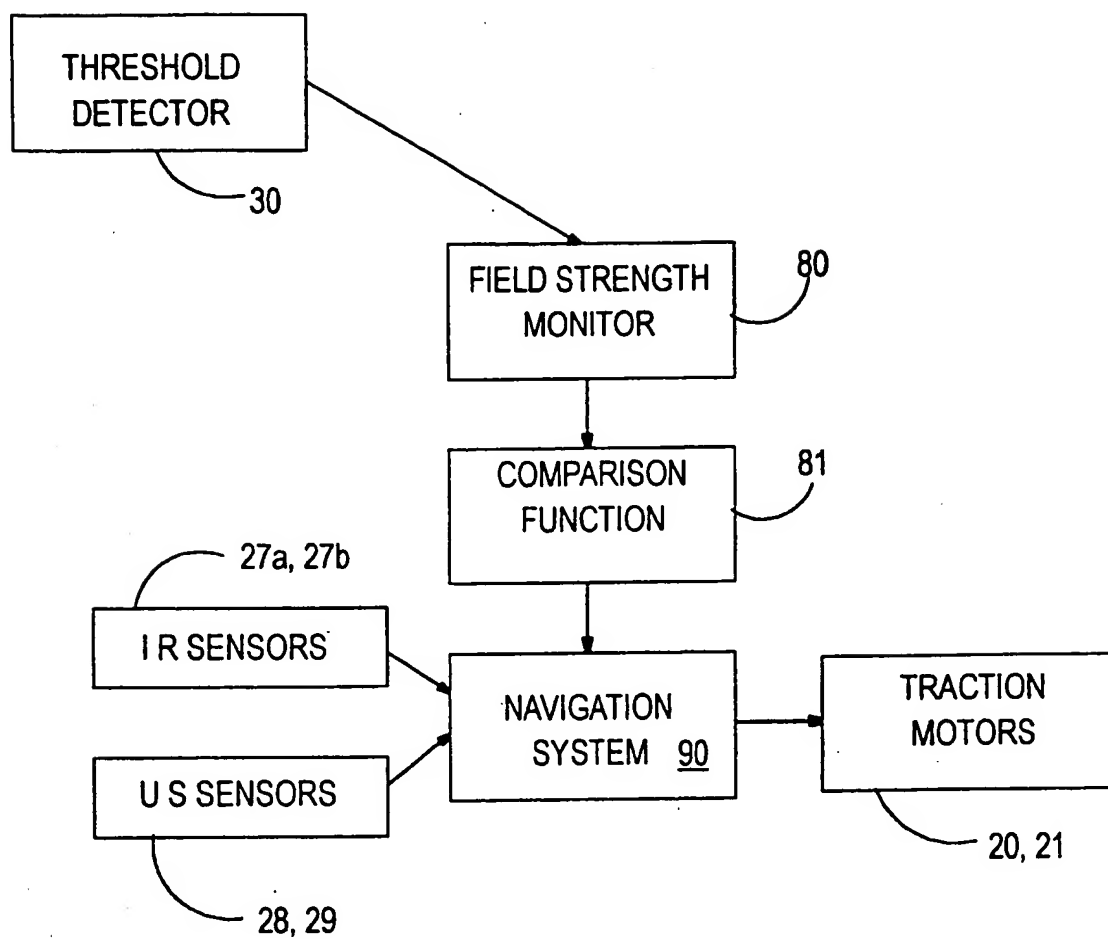 THRESHOLD
DETECTOR
30
FIELD STRENGTH
MONITOR
80
COMPARISON
FUNCTION
81
27a, 27b
I R SENSORS
NAVIGATION
SYSTEM 90
TRACTION
MOTORS
U S SENSORS
20, 21
28, 29